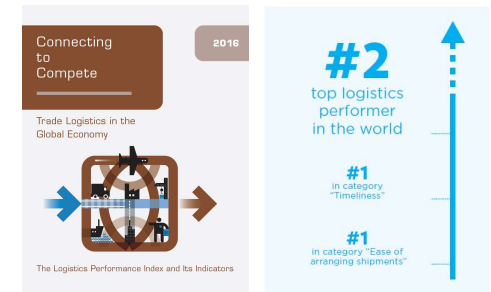 Connecting
to
Compete
2016
Trade Logistics in the
Global Economy
The Logistics Performance Index and Its Indicators
#2
top logistics
performer
in the world
#1
in category
"Timeliness"
#1
in category "Ease of
arranging shipments"